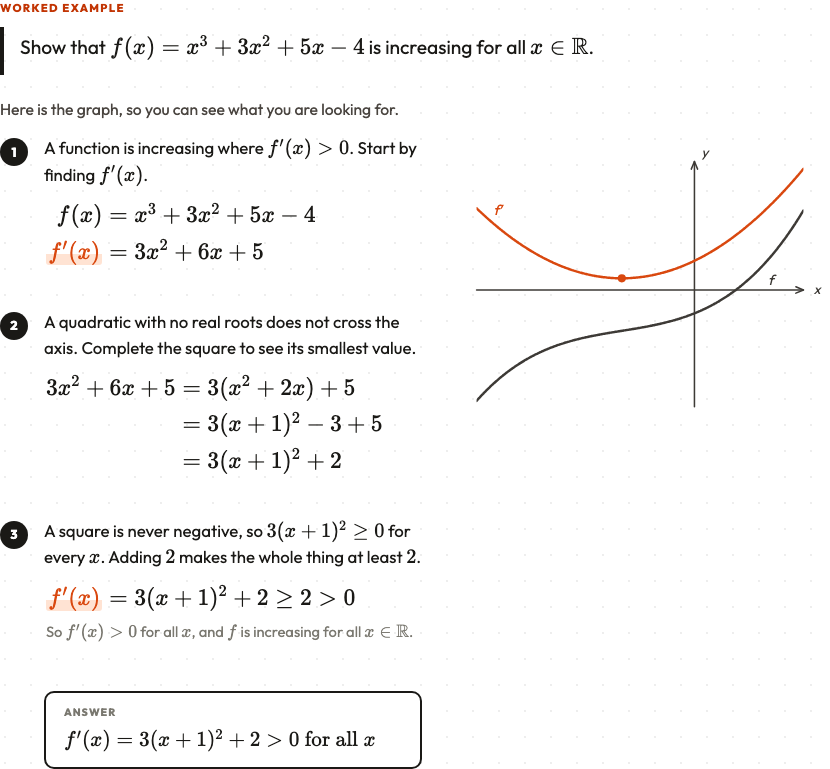 WORKED EXAMPLE
Show that f(x) = x³ + 3x² + 5x − 4 is increasing for all x ∈ ℝ.
Here is the graph, so you can see what you are looking for.
1 A function is increasing where f′(x) > 0. Start by
finding f′(x).
f(x) = x³ + 3x² + 5x − 4
f′(x) = 3x² + 6x + 5
2 A quadratic with no real roots does not cross the
axis. Complete the square to see its smallest value.
3x² + 6x + 5 = 3(x² + 2x) + 5
= 3(x + 1)² − 3 + 5
= 3(x + 1)² + 2
3 A square is never negative, so 3(x + 1)² ≥ 0 for
every x. Adding 2 makes the whole thing at least 2.
f′(x) = 3(x + 1)² + 2 ≥ 2 > 0
So f′(x) > 0 for all x, and f is increasing for all x ∈ ℝ.
ANSWER
f′(x) = 3(x + 1)² + 2 > 0 for all x
y
f′
f
x